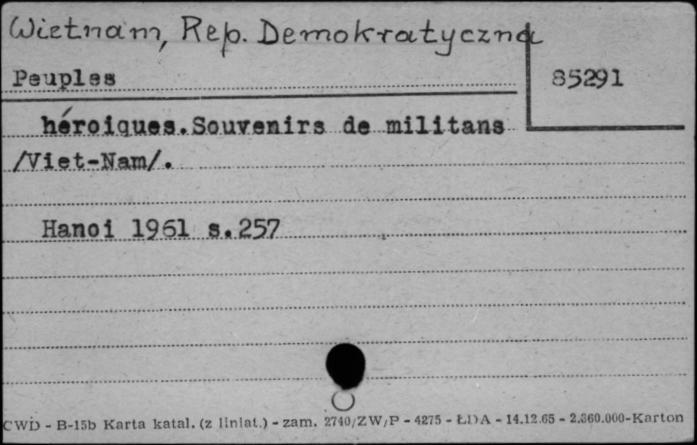 Wietnam, Rep. Demokratyczna
Peuples
85291
héroiques.Souvenirs de militans
/Viet-Nam/.
Hanoi 1961 s.257
CWD - B-15b Karta katal. (z liniat.) - zam. 2740/ZW/P - 4275 - ŁDA - 14.12.65 - 2.360.000-Karton